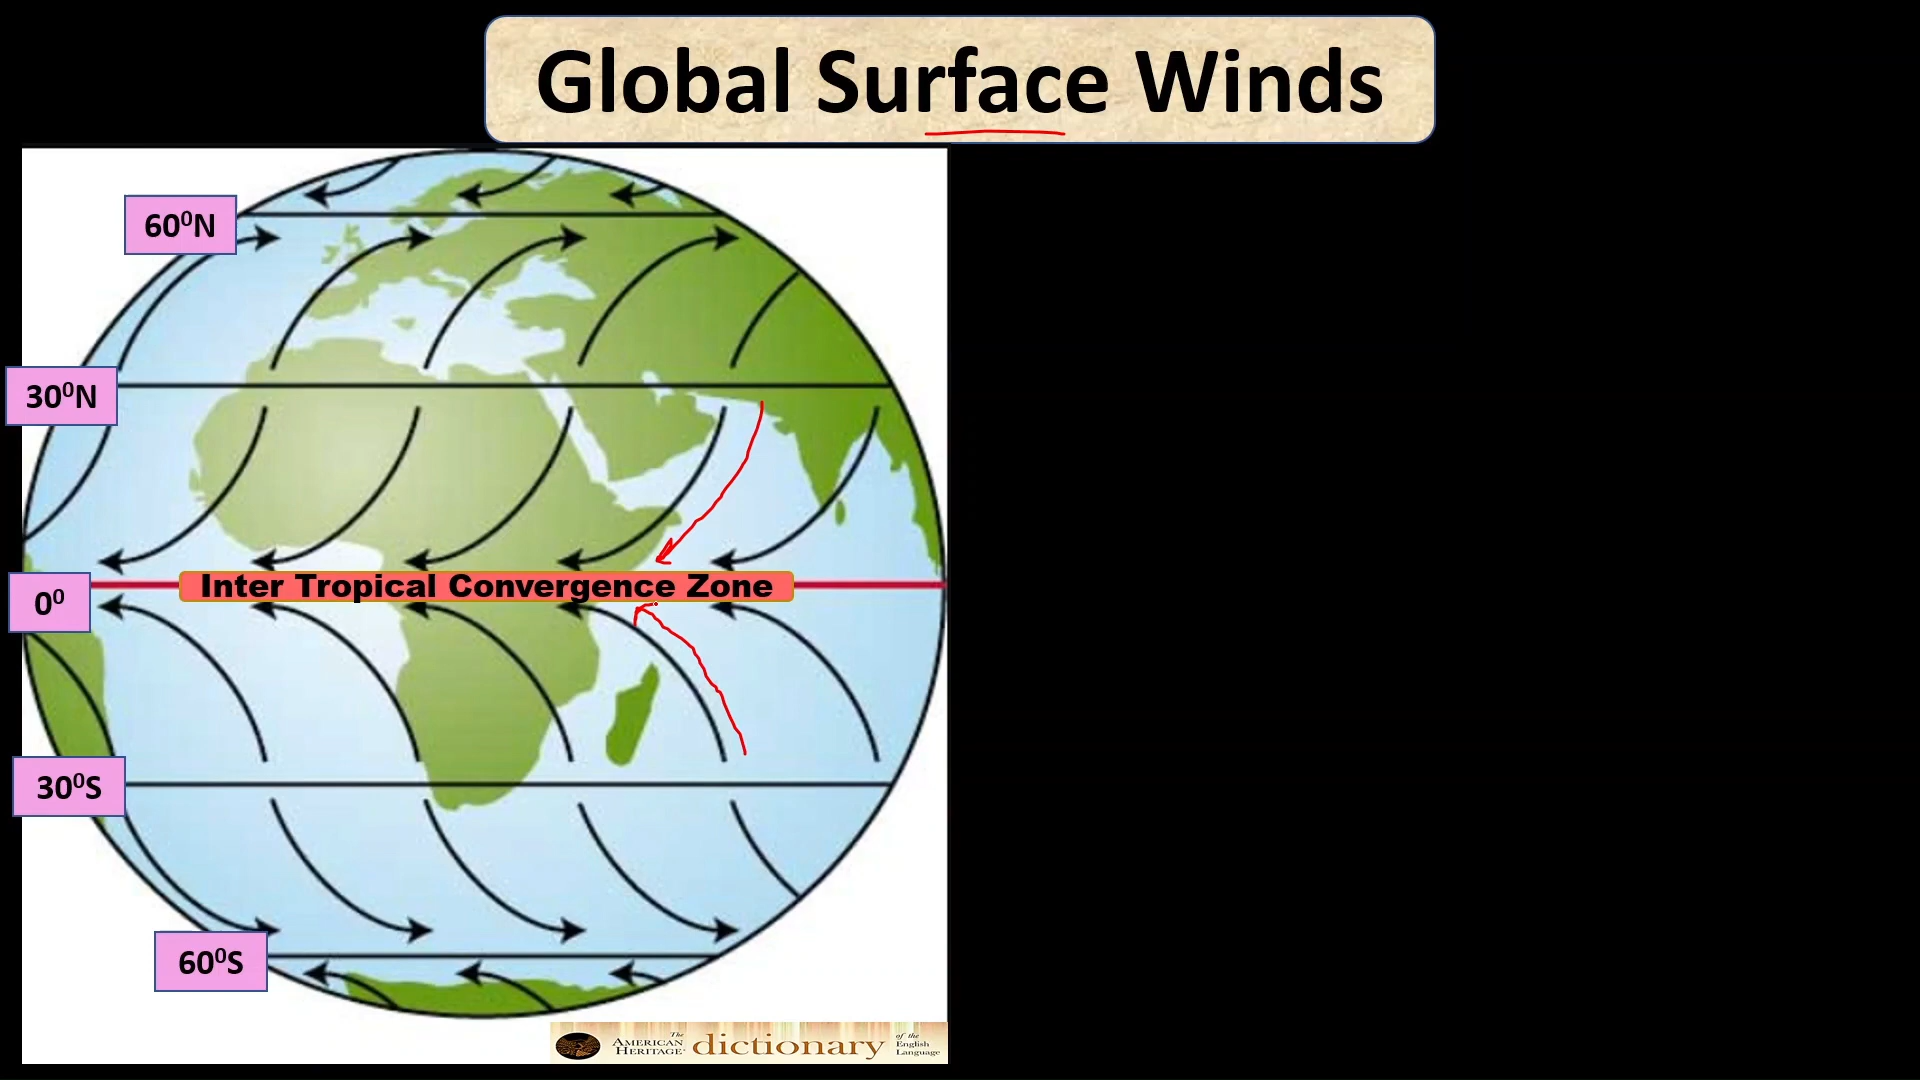 Global Surface Winds
60⁰N
30⁰N
Inter Tropical Convergence Zone
0⁰
30⁰S
60⁰S
The
AMERICAN
HERITAGE®
dictionary
of the
English
Language